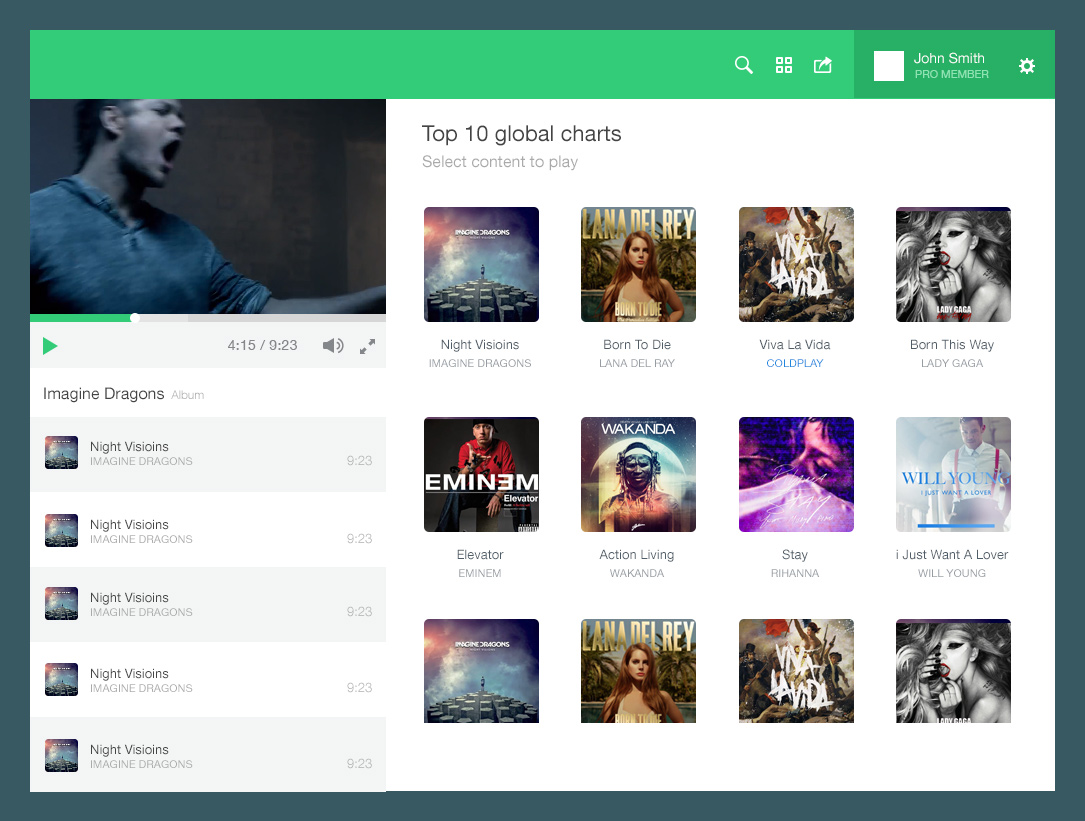 John Smith
PRO MEMBER
Top 10 global charts
Select content to play
4:15 / 9:23
Imagine Dragons Album
Night Visioins
IMAGINE DRAGONS
9:23
Night Visioins
IMAGINE DRAGONS
9:23
Night Visioins
IMAGINE DRAGONS
9:23
Night Visioins
IMAGINE DRAGONS
9:23
Night Visioins
IMAGINE DRAGONS
9:23
IMAGINE DRAGONS
LANA DEL REY
BORN TO DIE
VIVA
LA VIDA
LADY GAGA
Night Visioins
IMAGINE DRAGONS
Born To Die
LANA DEL RAY
Viva La Vida
COLDPLAY
Born This Way
LADY GAGA
EMINEM
Elevator
WAKANDA
WILL YOUNG
I JUST WANT A LOVER
Elevator
EMINEM
Action Living
WAKANDA
Stay
RIHANNA
i Just Want A Lover
WILL YOUNG
IMAGINE DRAGONS
LANA DEL REY
BORN TO DIE
VIVA
LA VIDA
LADY GAGA